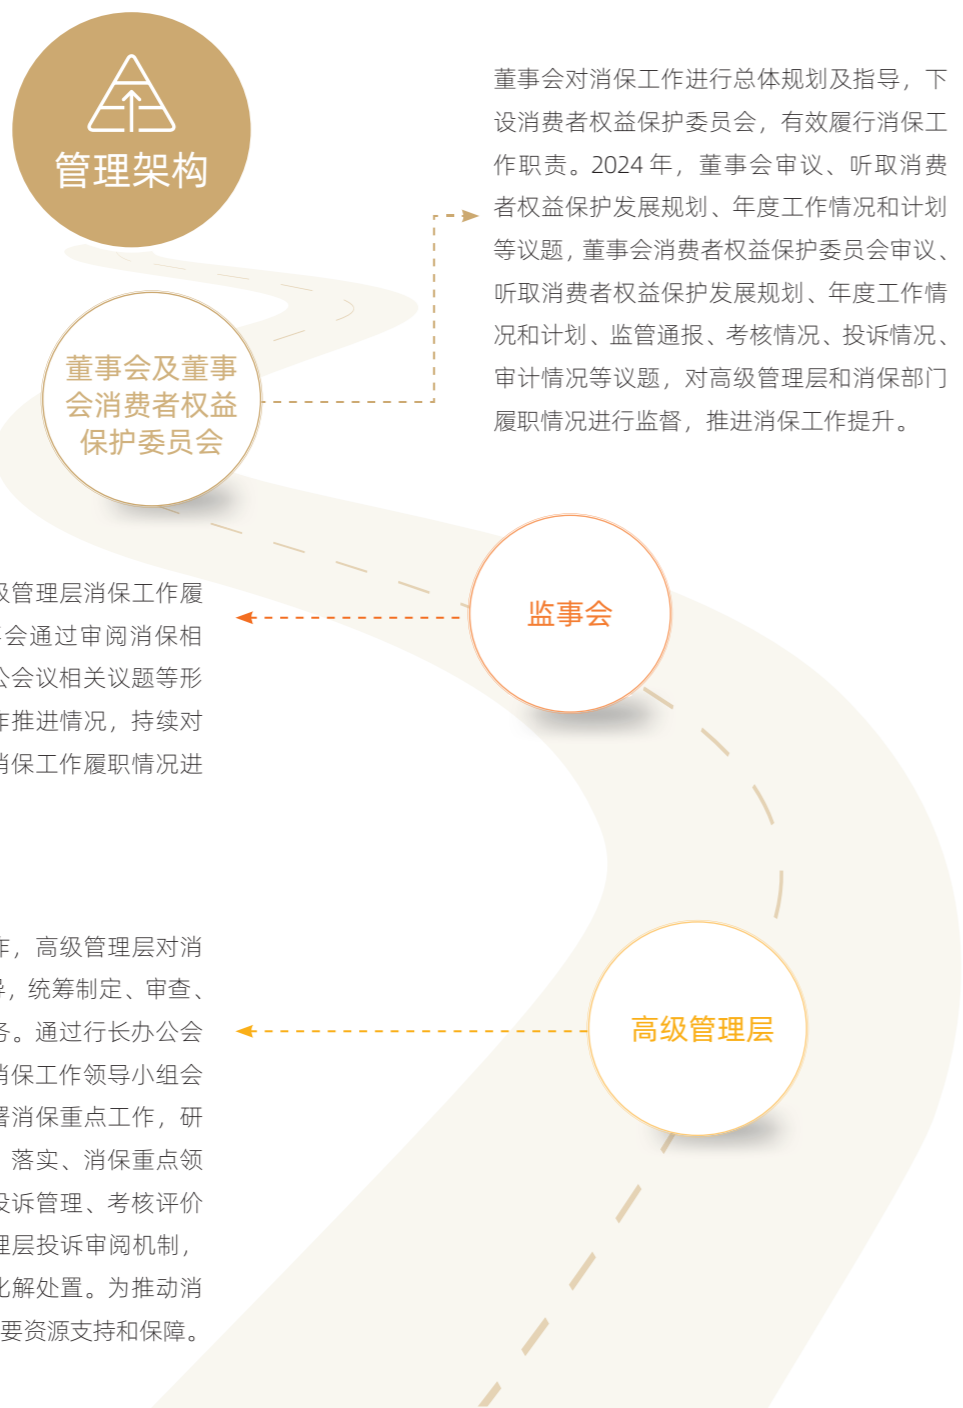 管理架构
董事会对消保工作进行总体规划及指导，下
设消费者权益保护委员会，有效履行消保工
作职责。2024 年，董事会审议、听取消费
者权益保护发展规划、年度工作情况和计划
等议题，董事会消费者权益保护委员会审议、
听取消费者权益保护发展规划、年度工作情
况和计划、监管通报、考核情况、投诉情况、
审计情况等议题，对高级管理层和消保部门
履职情况进行监督，推进消保工作提升。
董事会及董事
会消费者权益
保护委员会
监事会
级管理层消保工作履
会通过审阅消保相
公会议相关议题等形
作推进情况，持续对
消保工作履职情况进
高级管理层
作，高级管理层对消
导，统筹制定、审查、
务。通过行长办公会
消保工作领导小组会
署消保重点工作，研
落实、消保重点领
投诉管理、考核评价
理层投诉审阅机制，
化解处置。为推动消
要资源支持和保障。